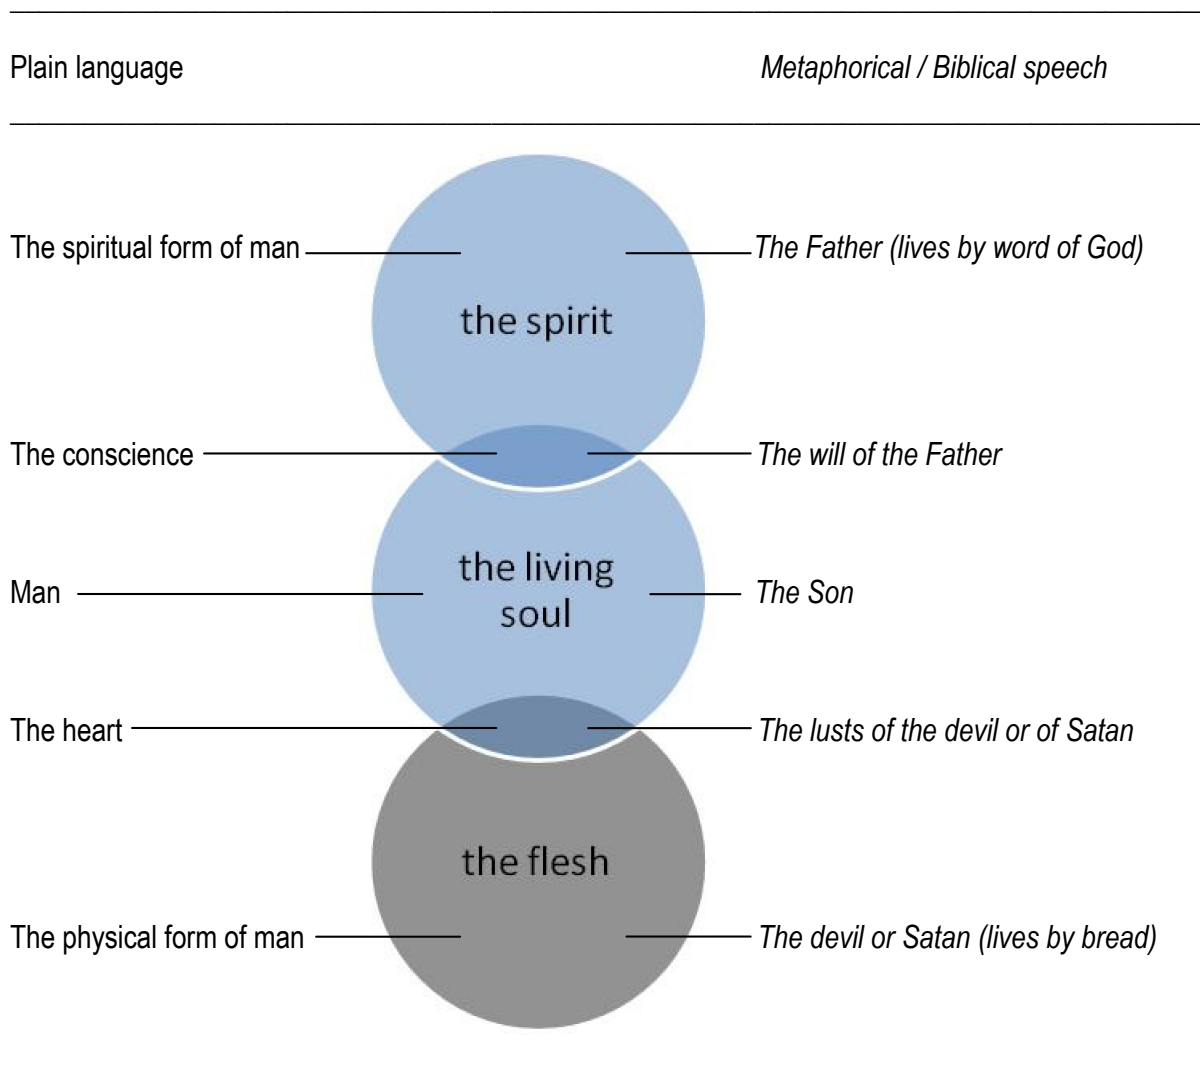 Plain language
Metaphorical / Biblical speech
The spiritual form of man
The Father (lives by word of God)
the spirit
The conscience
The will of the Father
the living
soul
Man
The Son
The heart
The lusts of the devil or of Satan
the flesh
The physical form of man
The devil or Satan (lives by bread)